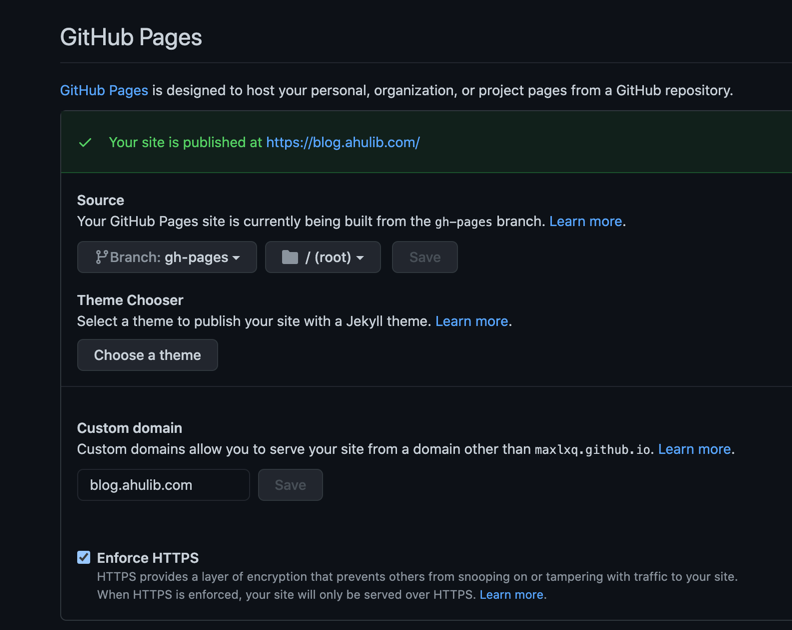 GitHub Pages
GitHub Pages is designed to host your personal, organization, or project pages from a GitHub repository.
Your site is published at https://blog.ahulib.com/
Source
Your GitHub Pages site is currently being built from the gh-pages branch. Learn more.
Branch: gh-pages / (root) Save
Theme Chooser
Select a theme to publish your site with a Jekyll theme. Learn more.
Choose a theme
Custom domain
Custom domains allow you to serve your site from a domain other than maxlxq.github.io. Learn more.
blog.ahulib.com Save
Enforce HTTPS
HTTPS provides a layer of encryption that prevents others from snooping on or tampering with traffic to your site.
When HTTPS is enforced, your site will only be served over HTTPS. Learn more.